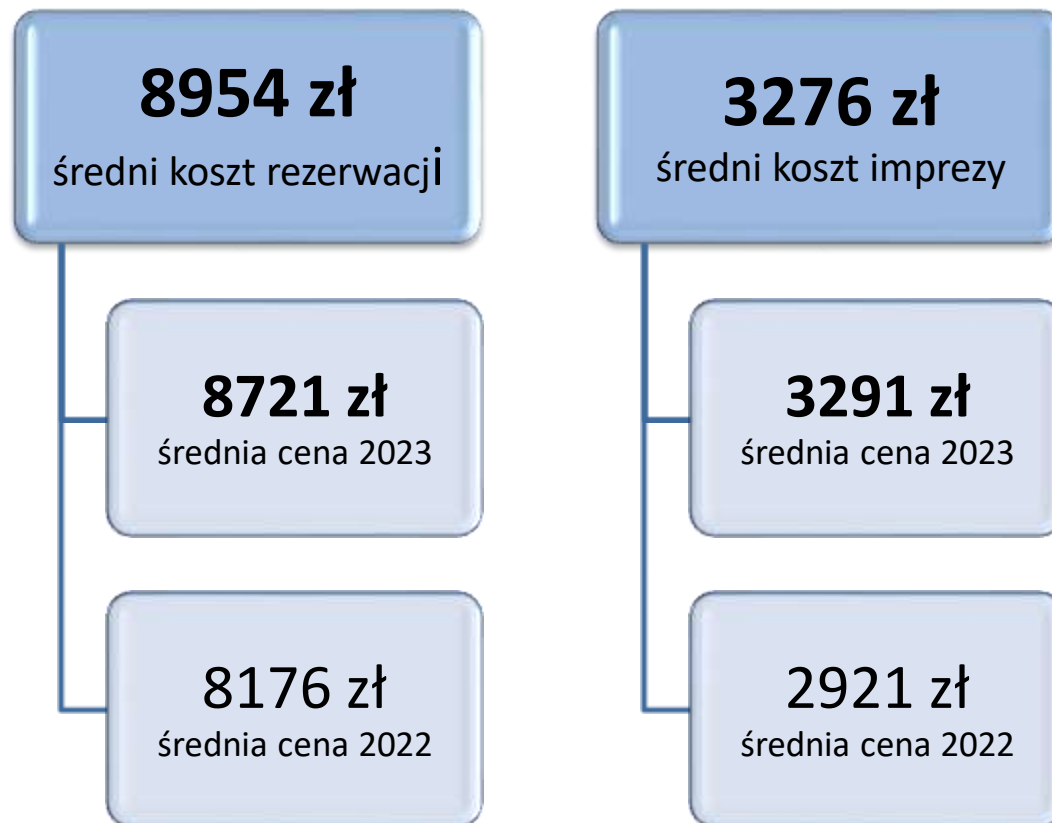 8954 zł
średni koszt rezerwacji
8721 zł
średnia cena 2023
8176 zł
średnia cena 2022
3276 zł
średni koszt imprezy
3291 zł
średnia cena 2023
2921 zł
średnia cena 2022